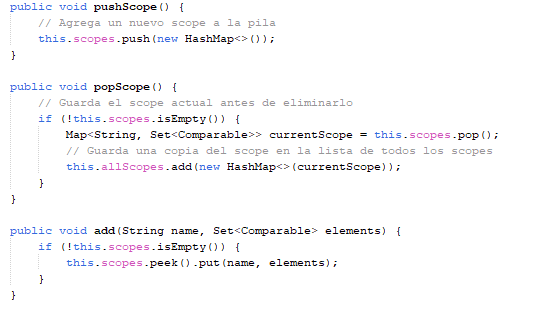 public void pushScope() {
// Agrega un nuevo scope a la pila
this.scopes.push(new HashMap<>());
}
public void popScope() {
// Guarda el scope actual antes de eliminarlo
if (!this.scopes.isEmpty()) {
Map<String, Set<Comparable>> currentScope = this.scopes.pop();
// Guarda una copia del scope en la lista de todos los scopes
this.allScopes.add(new HashMap<>(currentScope));
}
}
public void add(String name, Set<Comparable> elements) {
if (!this.scopes.isEmpty()) {
this.scopes.peek().put(name, elements);
}
}